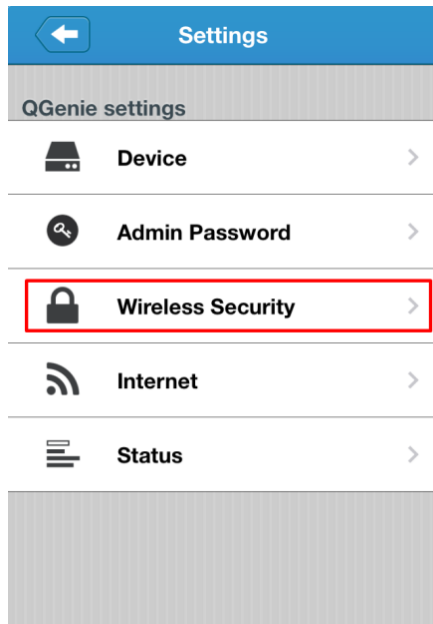 Settings
QGenie settings
Device
Admin Password
Wireless Security
Internet
Status